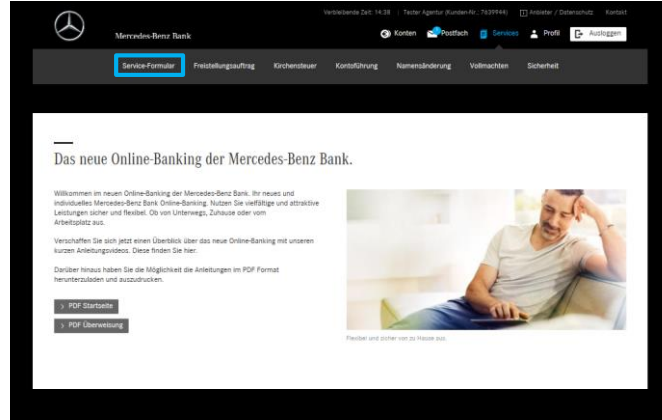 Verbleibende Zeit: 14:38 | Tester Agentur (Kunden-Nr.: 7639944) Anbieter / Datenschutz Kontakt
Mercedes-Benz Bank Konten Postfach Services Profil Ausloggen
Service-Formular Freistellungsauftrag Kirchensteuer Kontoführung Namensänderung Vollmachten Sicherheit
Das neue Online-Banking der Mercedes-Benz Bank.
Willkommen im neuen Online-Banking der Mercedes-Benz Bank. Ihr neues und
individuelles Mercedes-Benz Bank Online-Banking. Nutzen Sie vielfältige und attraktive
Leistungen sicher und flexibel. Ob von Unterwegs, Zuhause oder vom
Arbeitsplatz aus.
Verschaffen Sie sich jetzt einen Überblick über das neue Online-Banking mit unseren
kurzen Anleitungsvideos. Diese finden Sie hier.
Darüber hinaus haben Sie die Möglichkeit die Anleitungen im PDF Format
herunterzuladen und auszudrucken.
> PDF Startseite
> PDF Überweisung
Flexibel und sicher von zu Hause aus.